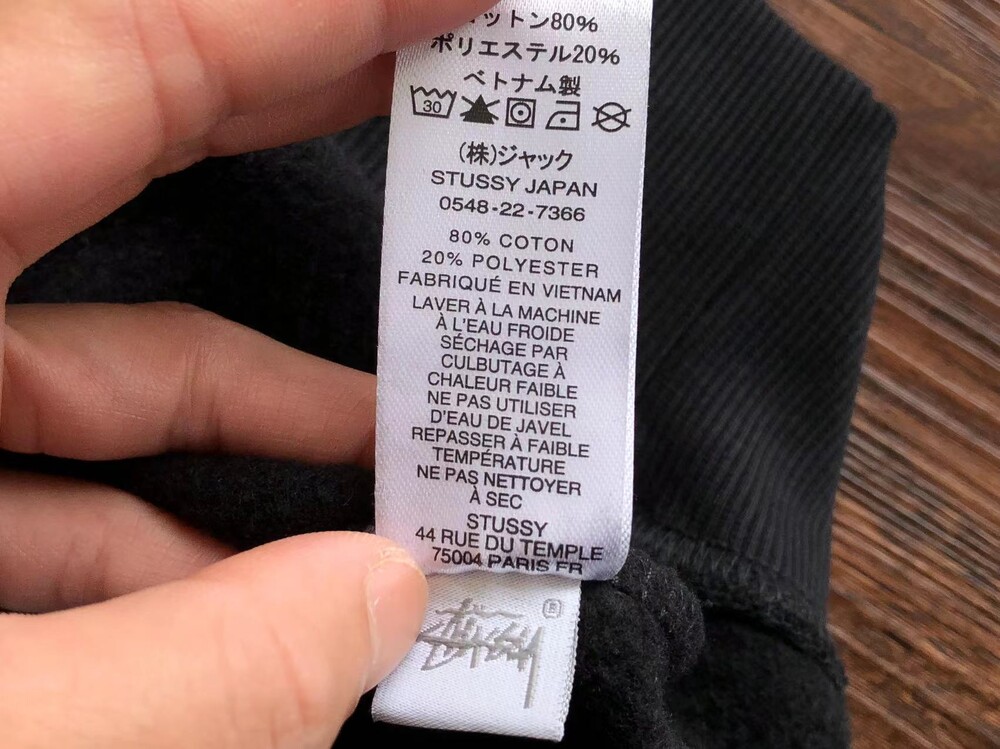 コットン80%
ポリエステル20%
ベトナム製
30
(株)ジャック
STUSSY JAPAN
0548-22-7366
80% COTON
20% POLYESTER
FABRIQUÉ EN VIETNAM
LAVER À LA MACHINE
À L'EAU FROIDE
SÉCHAGE PAR
CULBUTAGE À
CHALEUR FAIBLE
NE PAS UTILISER
D'EAU DE JAVEL
REPASSER À FAIBLE
TEMPÉRATURE
NE PAS NETTOYER
À SEC
STUSSY
44 RUE DU TEMPLE
75004 PARIS FR
Stüssy ®